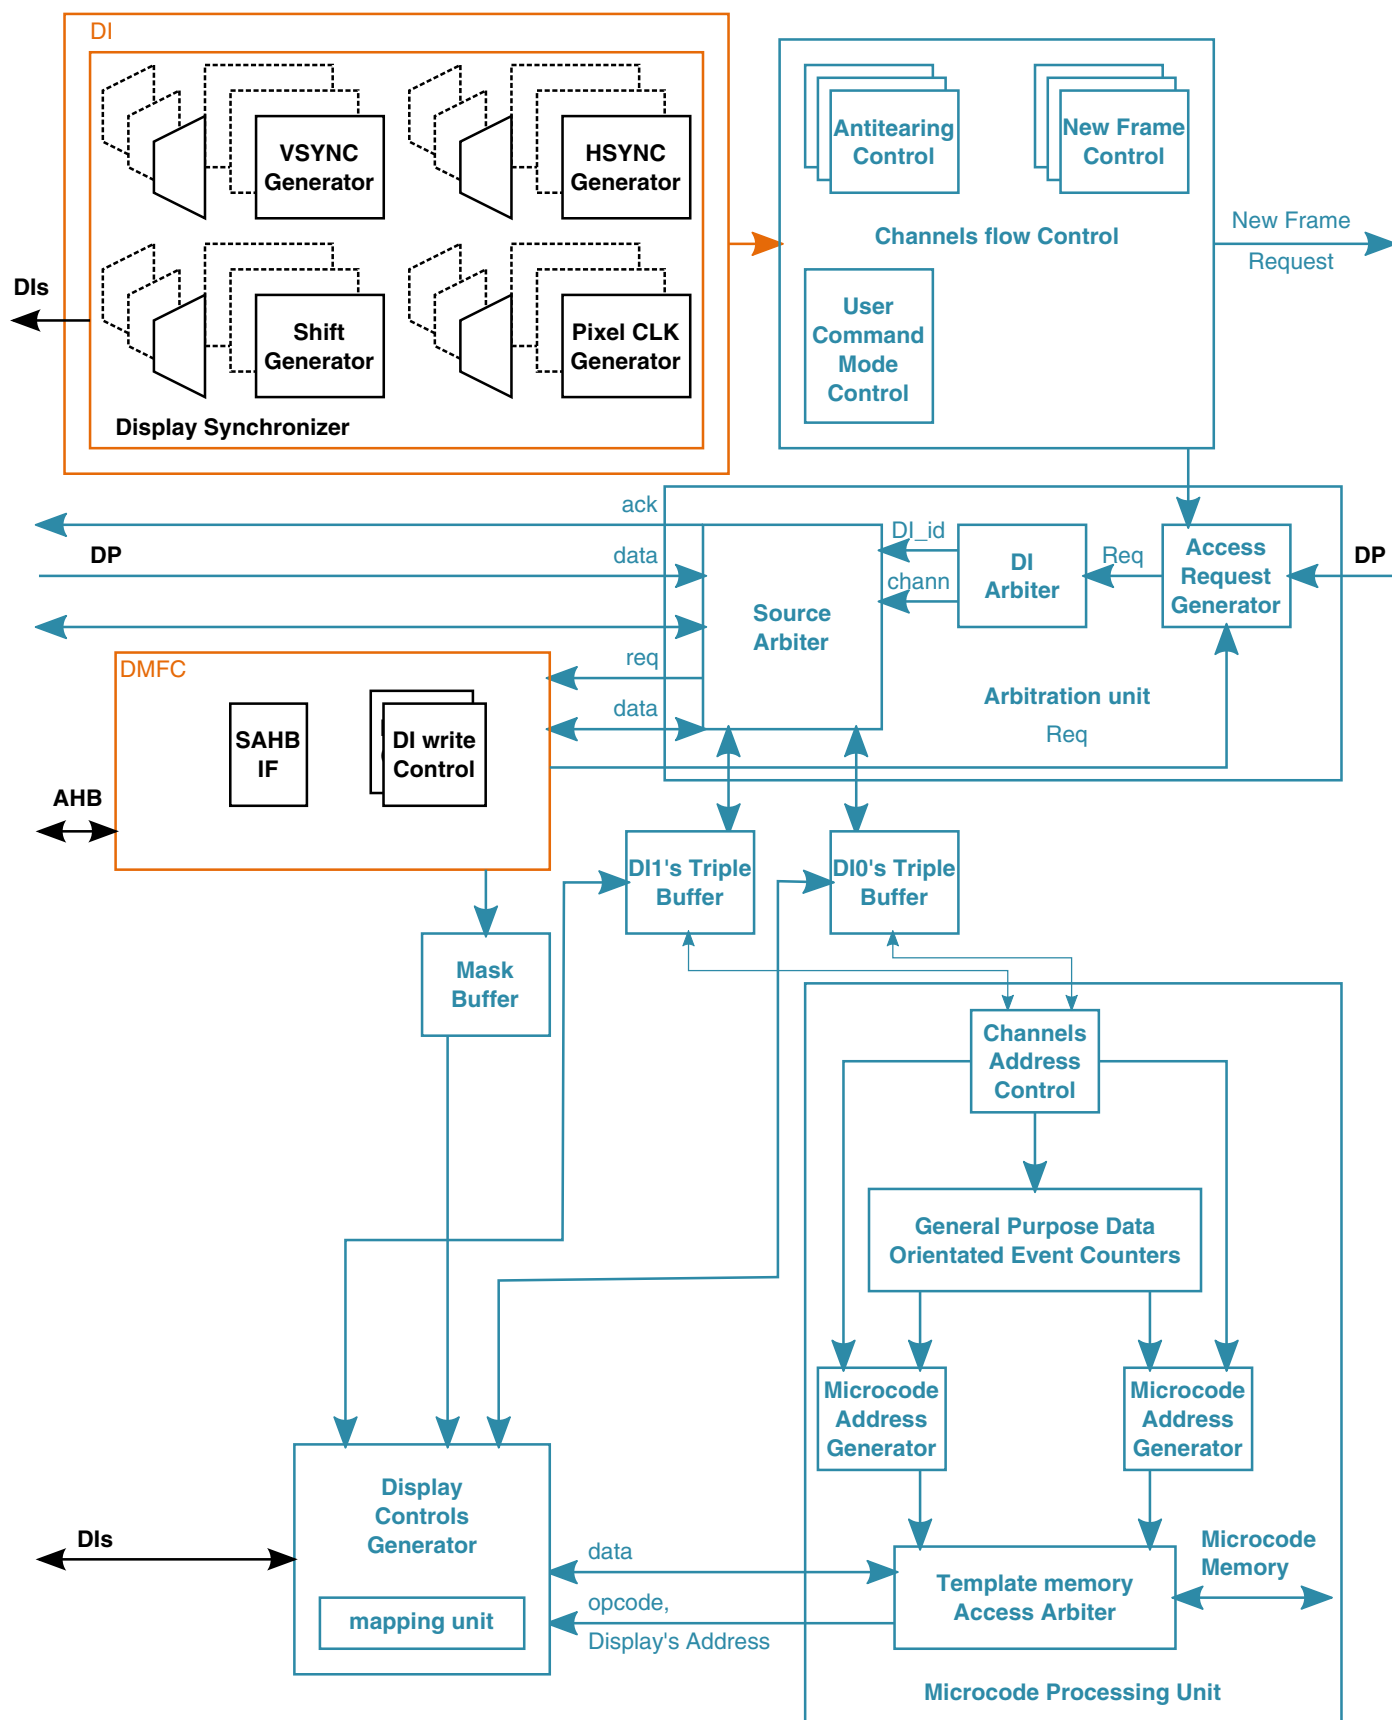 DI
VSYNC
Generator
HSYNC
Generator
Shift
Generator
Pixel CLK
Generator
Display Synchronizer
DIs
Antitearing
Control
New Frame
Control
Channels flow Control
User
Command
Mode
Control
New Frame
Request
ack
DP
data
req
data
Source
Arbiter
DI_id
chann
DI
Arbiter
Req
Access
Request
Generator
DP
Arbitration unit
Req
DMFC
SAHB
IF
DI write
Control
AHB
DI1's Triple
Buffer
DI0's Triple
Buffer
Mask
Buffer
Channels
Address
Control
General Purpose Data
Orientated Event Counters
Microcode
Address
Generator
Microcode
Address
Generator
Display
Controls
Generator
mapping unit
DIs
data
opcode,
Display's Address
Template memory
Access Arbiter
Microcode
Memory
Microcode Processing Unit